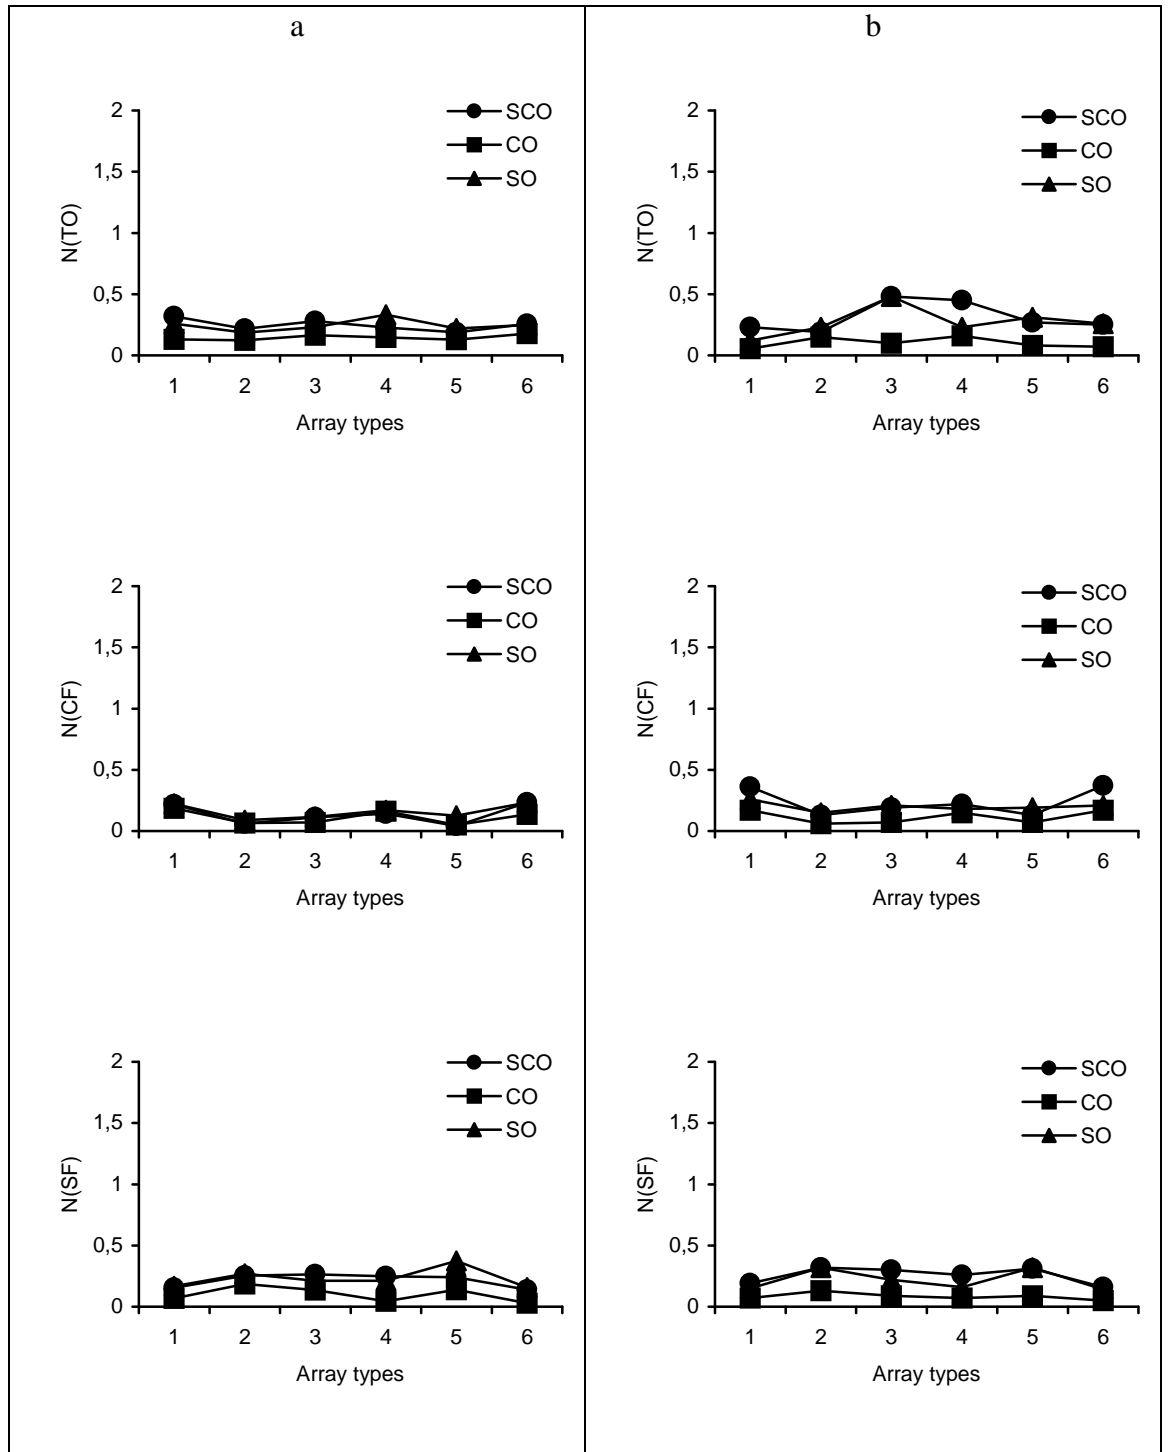 a
2
1,5
1
0,5
0
N(TO)
SCO
CO
SO
1 2 3 4 5 6
Array types
2
1,5
1
0,5
0
N(CF)
SCO
CO
SO
1 2 3 4 5 6
Array types
2
1,5
1
0,5
0
N(SF)
SCO
CO
SO
1 2 3 4 5 6
Array types
b
2
1,5
1
0,5
0
N(TO)
SCO
CO
SO
1 2 3 4 5 6
Array types
2
1,5
1
0,5
0
N(CF)
SCO
CO
SO
1 2 3 4 5 6
Array types
2
1,5
1
0,5
0
N(SF)
SCO
CO
SO
1 2 3 4 5 6
Array types